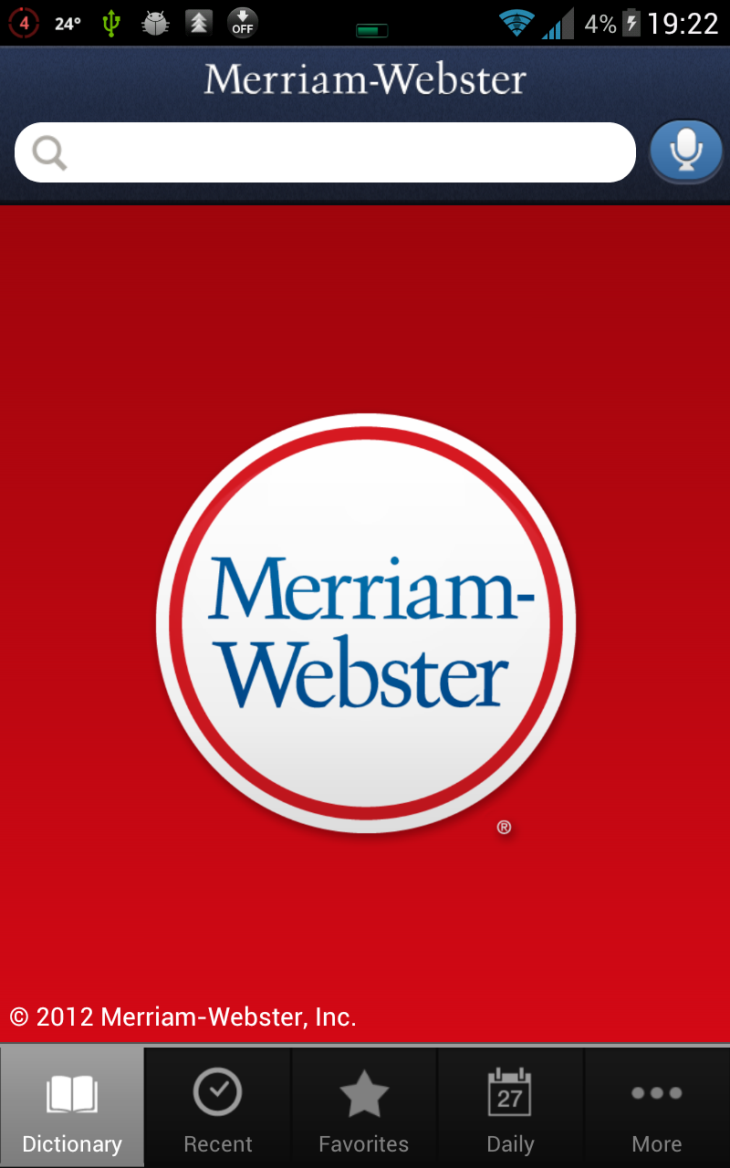 4 24° OFF 4% 19:22
Merriam-Webster
Merriam-
Webster
®
© 2012 Merriam-Webster, Inc.
27
Dictionary Recent Favorites Daily More